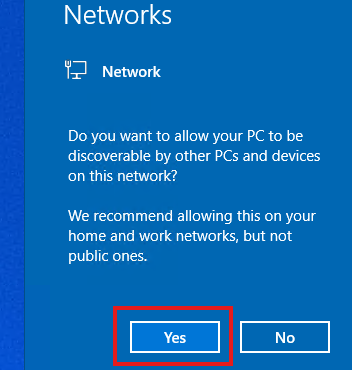 Networks
Network
Do you want to allow your PC to be
discoverable by other PCs and devices
on this network?
We recommend allowing this on your
home and work networks, but not
public ones.
Yes
No